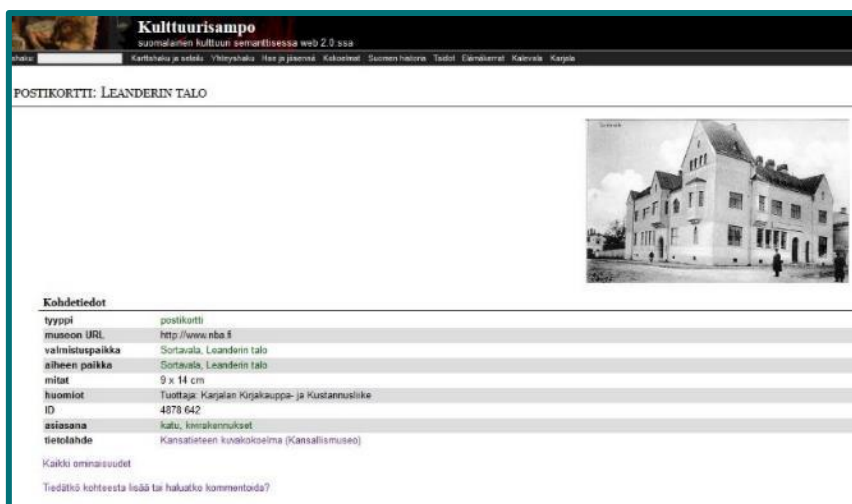 Kulttuurisampo
suomalainen kulttuuri semanttisessa web 2.0:ssa
Karttahaku ja selailu Yhteyshaku Hae ja jäsennä Kokoelmat Suomen historia Taidot Elämäkerrat Kalevala Karjala
POSTIKORTTI: LEANDERIN TALO
Kohdetiedot
tyyppi postikortti
museon URL http://www.nba.fi
valmistuspaikka Sortavala, Leanderin talo
aiheen paikka Sortavala, Leanderin talo
mitat 9 x 14 cm
huomiot Tuottaja: Karjalan Kirjakauppa- ja Kustannusliike
ID 4878:642
asiasana katu, kivirakennukset
tietolähde Kansatieteen kuvakokoelma (Kansallismuseo)
Kaikki ominaisuudet
Tiedätkö kohteesta lisää tai haluatko kommentoida?